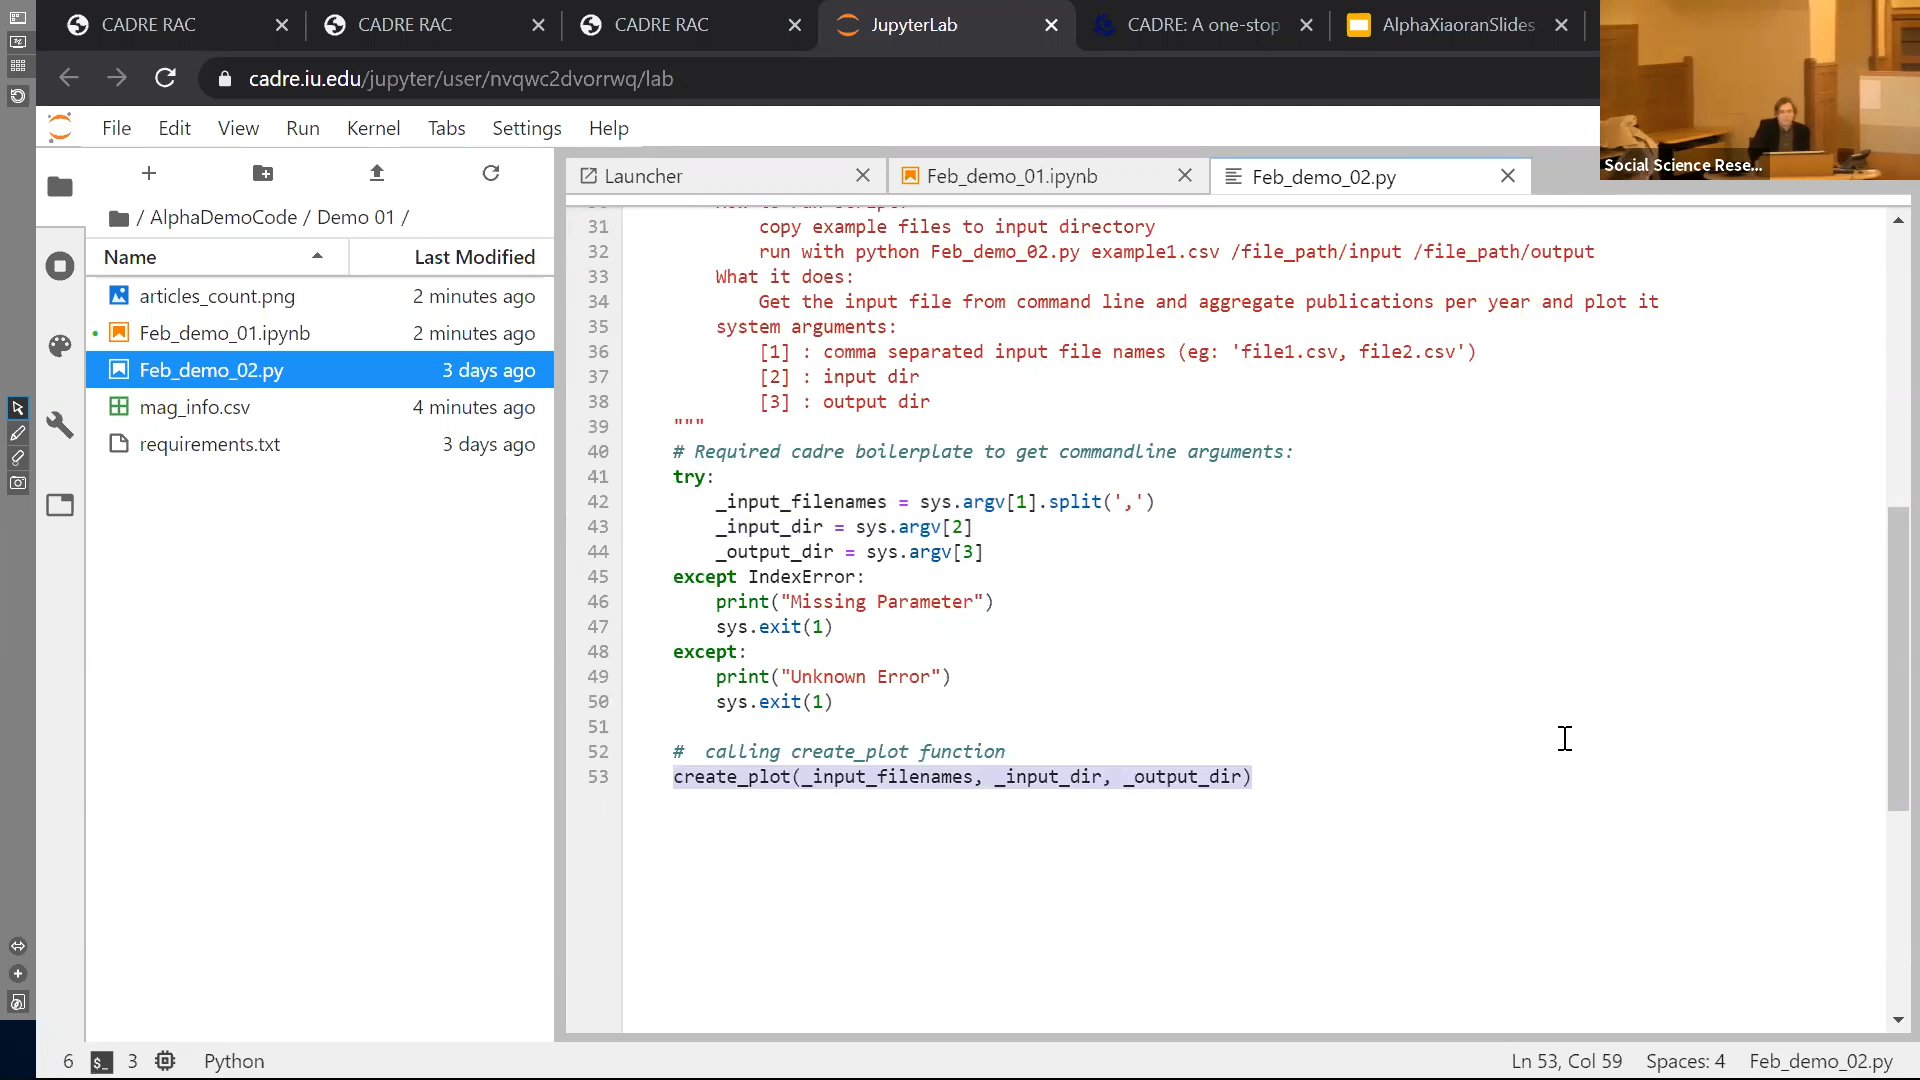 CADRE RAC
CADRE RAC
CADRE RAC
JupyterLab
CADRE: A one-stop
AlphaXiaoranSlides
cadre.iu.edu/jupyter/user/nvqwc2dvorrwq/lab
Social Science Rese...
File Edit View Run Kernel Tabs Settings Help
Launcher
Feb_demo_01.ipynb
Feb_demo_02.py
/ AlphaDemoCode / Demo 01 /
Name Last Modified
articles_count.png 2 minutes ago
Feb_demo_01.ipynb 2 minutes ago
Feb_demo_02.py 3 days ago
mag_info.csv 4 minutes ago
requirements.txt 3 days ago
31 copy example files to input directory
32 run with python Feb_demo_02.py example1.csv /file_path/input /file_path/output
33 What it does:
34 Get the input file from command line and aggregate publications per year and plot it
35 system arguments:
36 [1] : comma separated input file names (eg: 'file1.csv, file2.csv')
37 [2] : input dir
38 [3] : output dir
39 """
40 # Required cadre boilerplate to get commandline arguments:
41 try:
42 _input_filenames = sys.argv[1].split(',')
43 _input_dir = sys.argv[2]
44 _output_dir = sys.argv[3]
45 except IndexError:
46 print("Missing Parameter")
47 sys.exit(1)
48 except:
49 print("Unknown Error")
50 sys.exit(1)
51
52 # calling create_plot function
53 create_plot(_input_filenames, _input_dir, _output_dir)
6 $_ 3 Python
Ln 53, Col 59 Spaces: 4 Feb_demo_02.py